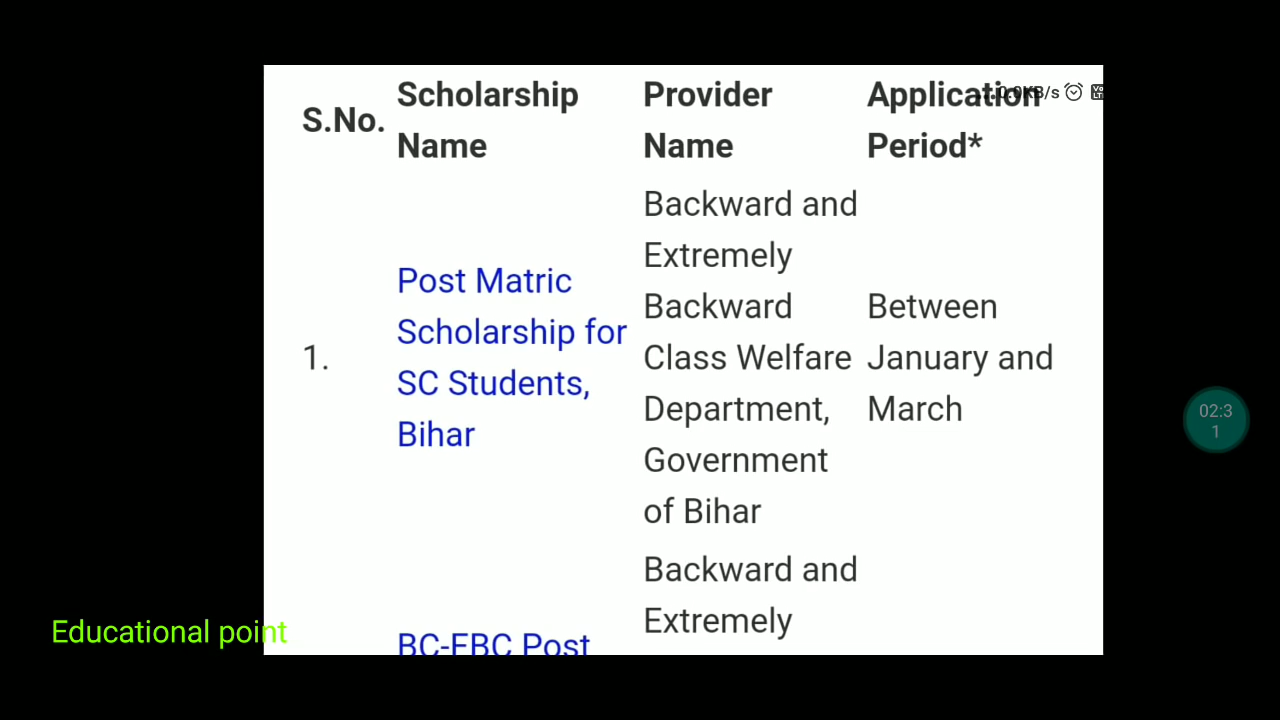 S.No.
Scholarship
Name
Provider
Name
Application
Period*
0.0KB/s
1.
Post Matric
Scholarship for
SC Students,
Bihar
Backward and
Extremely
Backward
Class Welfare
Department,
Government
of Bihar
Between
January and
March
BC-EBC Post
Backward and
Extremely
Educational point
02:3
1